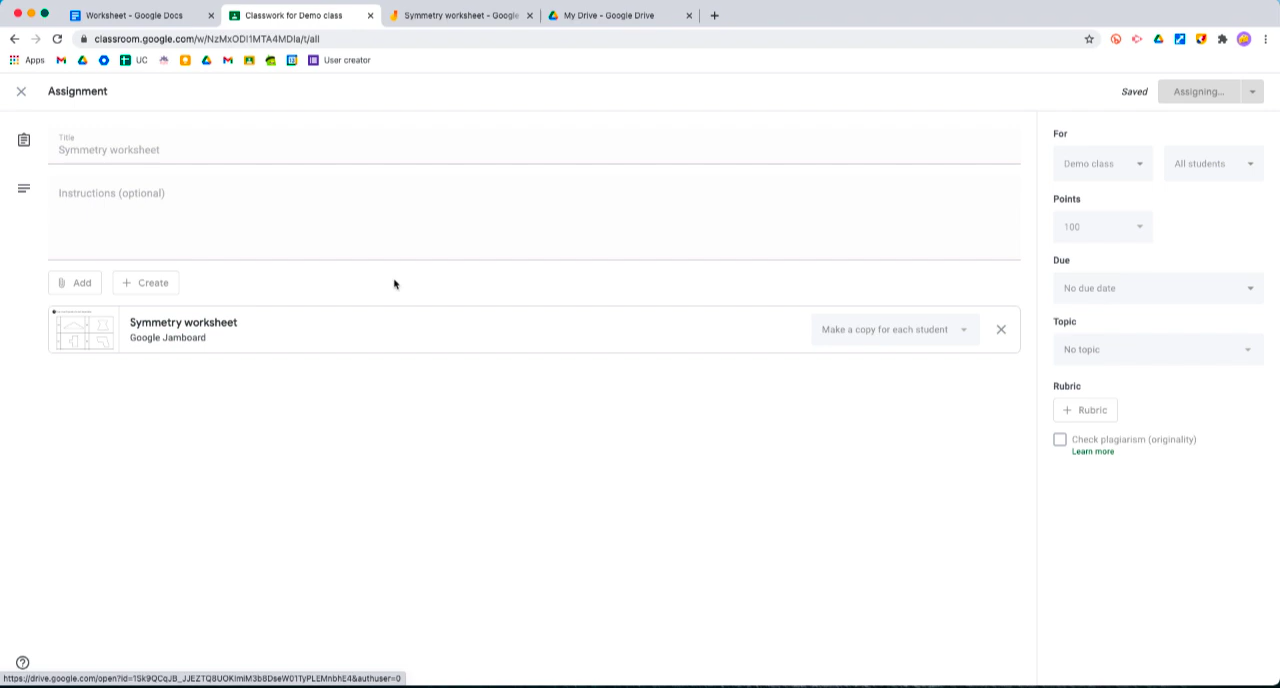 Worksheet - Google Docs
Classwork for Demo class
Symmetry worksheet - Google
My Drive - Google Drive
classroom.google.com/w/NzMxODI1MTA4MDIa/t/all
Apps
UC
User creator
Assignment
Saved
Assigning...
Title
Symmetry worksheet
Instructions (optional)
Add
Create
Symmetry worksheet
Google Jamboard
Make a copy for each student
For
Demo class
All students
Points
100
Due
No due date
Topic
No topic
Rubric
Rubric
Check plagiarism (originality)
Learn more
https://drive.google.com/open?id=1Sk9QCqJB_JJEZTQ8UOKImIM3b8DseW01TyPLEMnbhE4&authuser=0